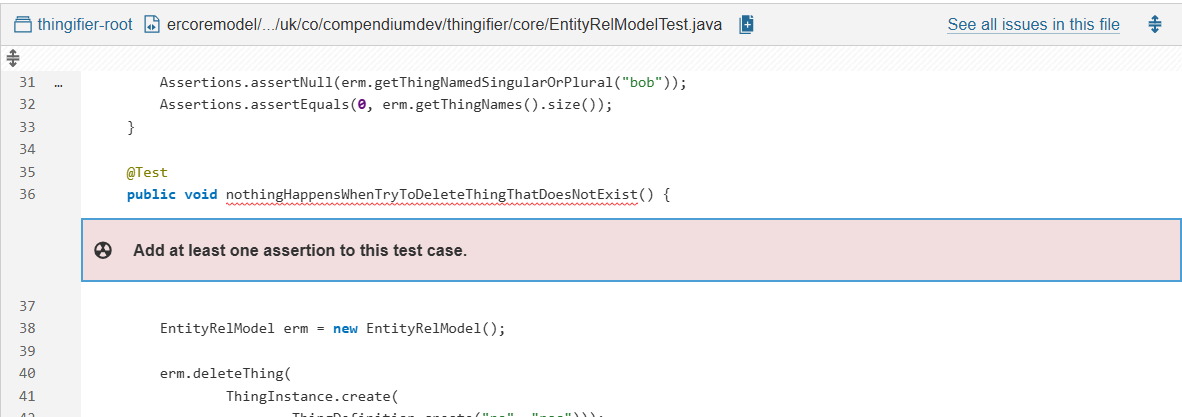 thingifier-root ercoremodel/.../uk/co/compendiumdev/thingifier/core/EntityRelModelTest.java See all issues in this file
31 … Assertions.assertNull(erm.getThingNamedSingularOrPlural("bob"));
32 Assertions.assertEquals(0, erm.getThingNames().size());
33 }
34
35 @Test
36 public void nothingHappensWhenTryToDeleteThingThatDoesNotExist() {
Add at least one assertion to this test case.
37
38 EntityRelModel erm = new EntityRelModel();
39
40 erm.deleteThing(
41 ThingInstance.create(
42 ThingDefinition.create(